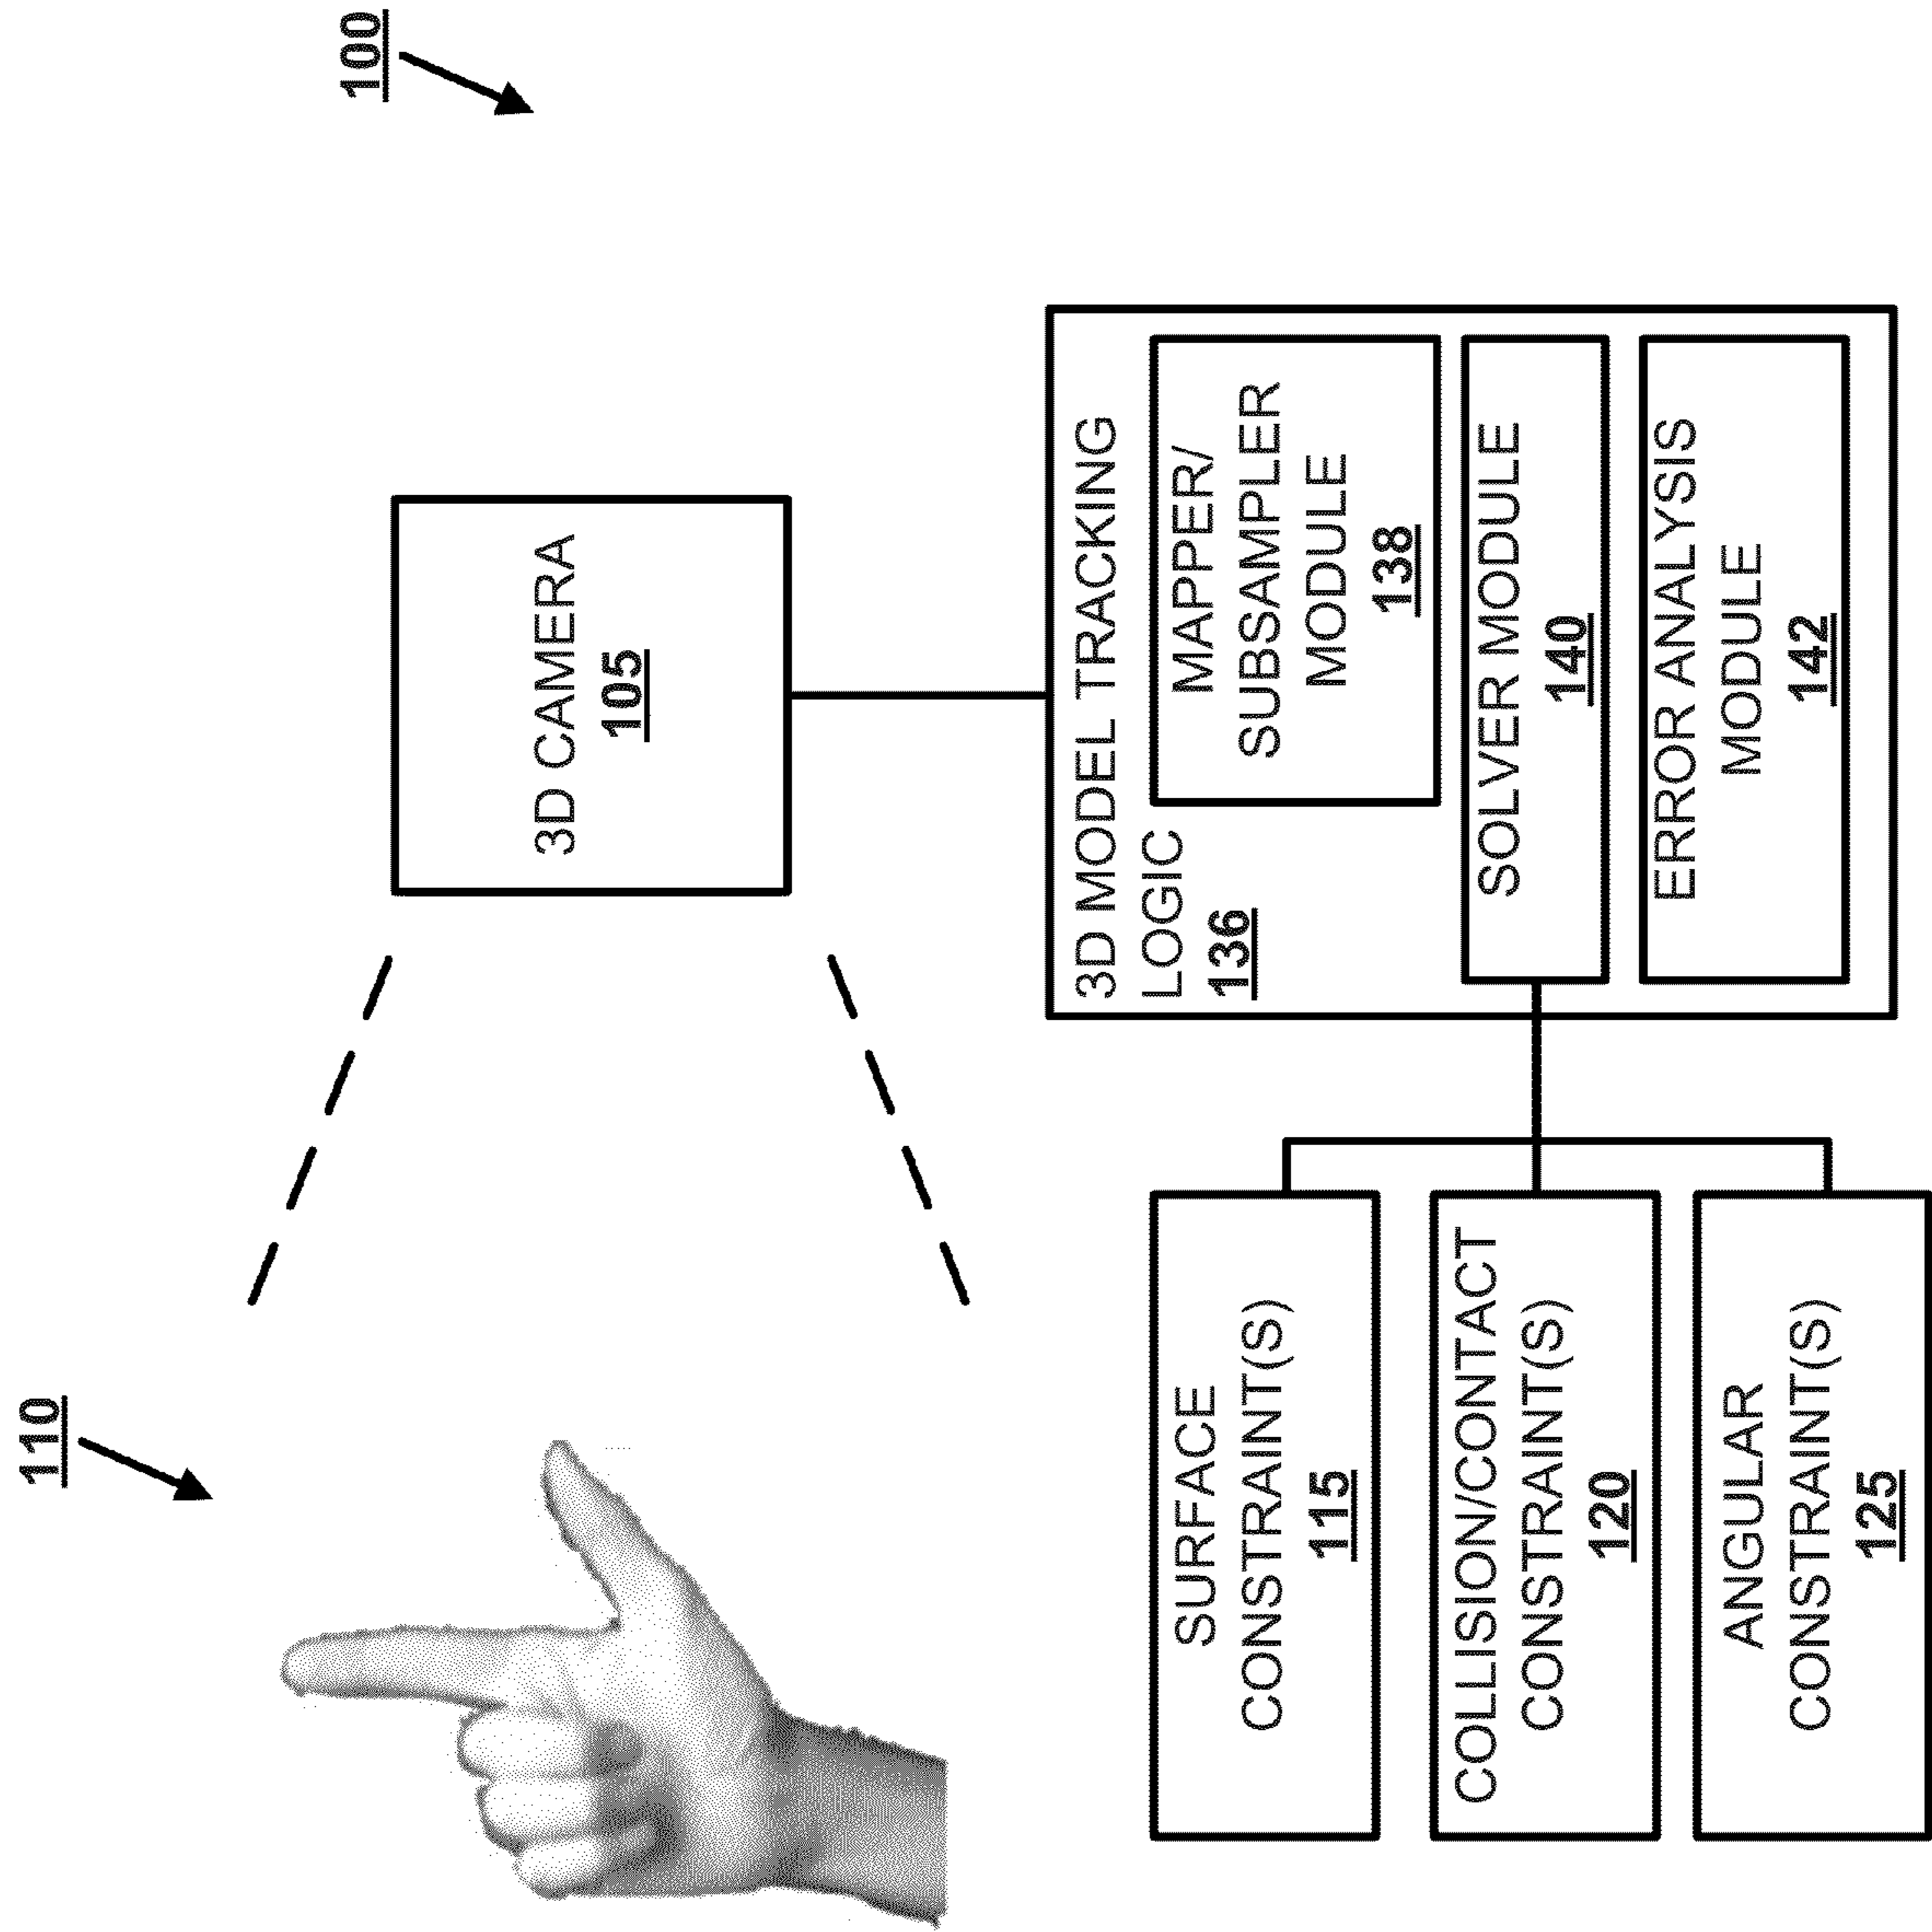 100
110
3D CAMERA
105
3D MODEL TRACKING
LOGIC
136
MAPPER/
SUBSAMPLER
MODULE
138
SOLVER MODULE
140
ERROR ANALYSIS
MODULE
142
SURFACE
CONSTRAINT(S)
115
COLLISION/CONTACT
CONSTRAINT(S)
120
ANGULAR
CONSTRAINT(S)
125